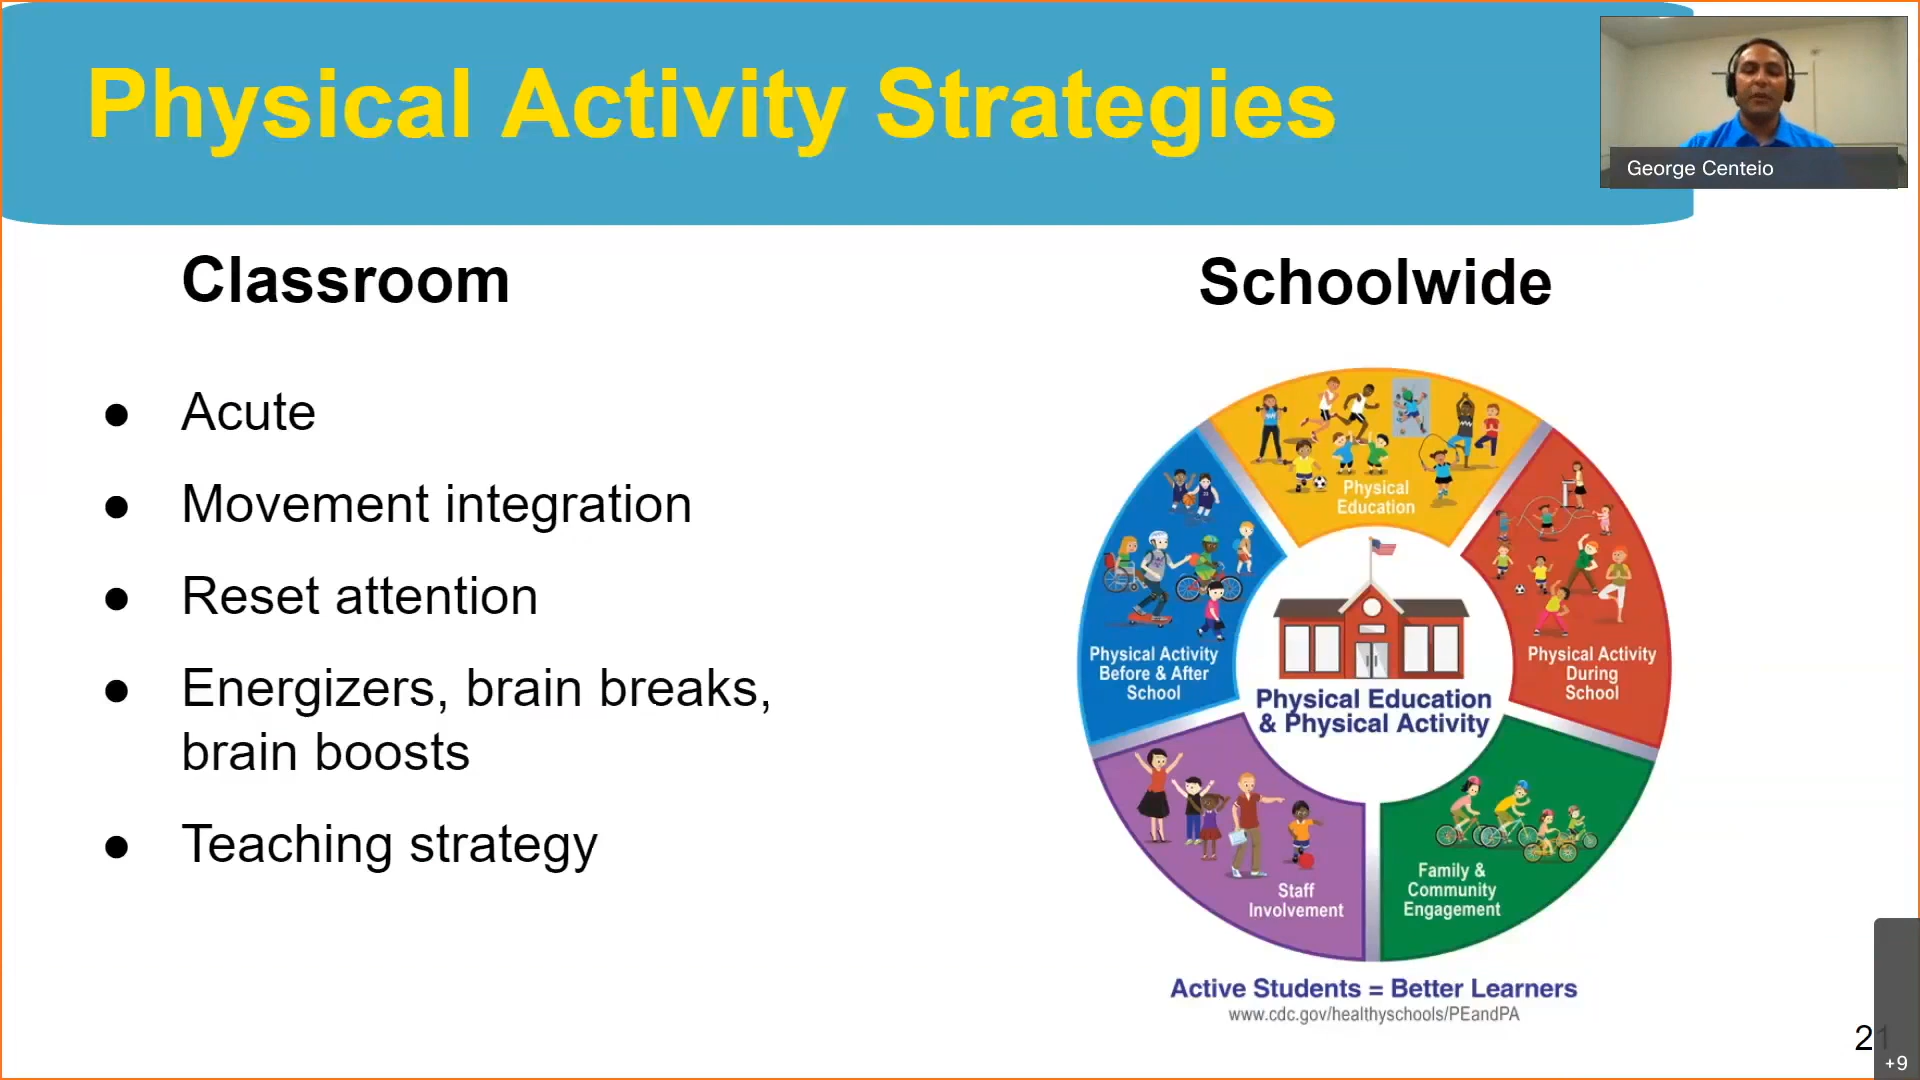 Physical Activity Strategies
George Centeio
Classroom
Schoolwide
● Acute
● Movement integration
● Reset attention
● Energizers, brain breaks,
brain boosts
● Teaching strategy
Physical
Education
Physical Activity
Before & After
School
Physical Activity
During
School
Physical Education
& Physical Activity
Staff
Involvement
Family &
Community
Engagement
Active Students = Better Learners
www.cdc.gov/healthyschools/PEandPA
21
+9